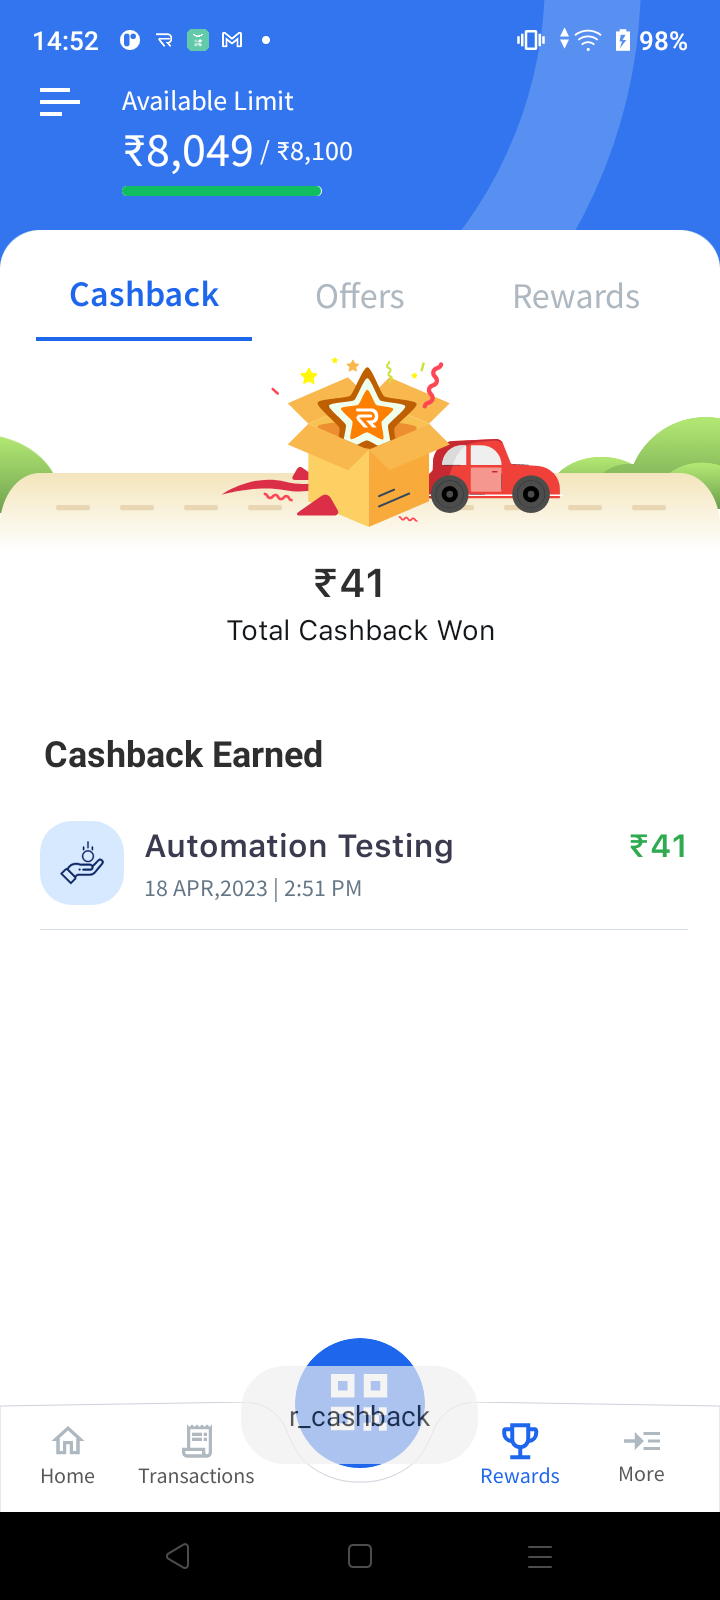 14:52 98%
Available Limit
₹8,049 / ₹8,100
Cashback Offers Rewards
₹41
Total Cashback Won
Cashback Earned
Automation Testing ₹41
18 APR,2023 | 2:51 PM
r_cashback
Home Transactions Rewards More